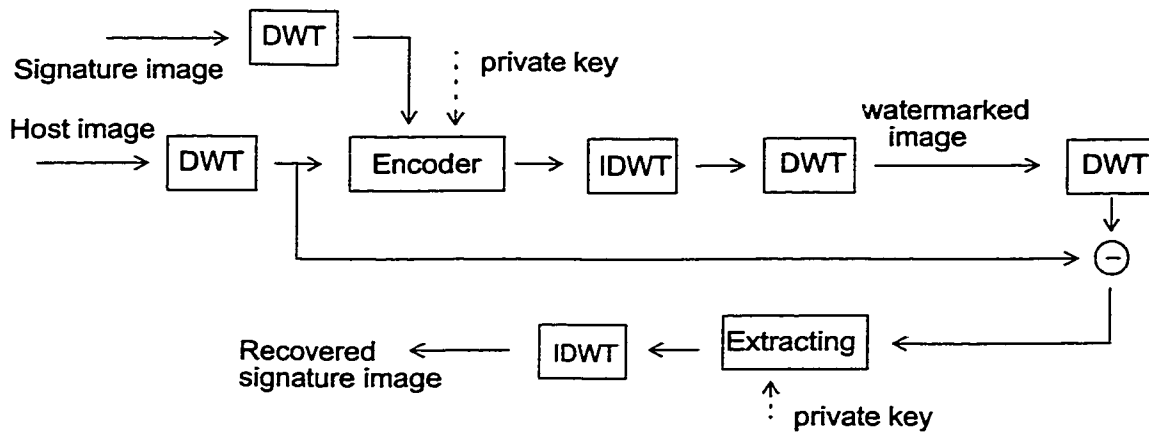 DWT
Signature image
private key
Host image
DWT
Encoder
IDWT
DWT
watermarked
image
DWT
Extracting
IDWT
Recovered
signature image
private key